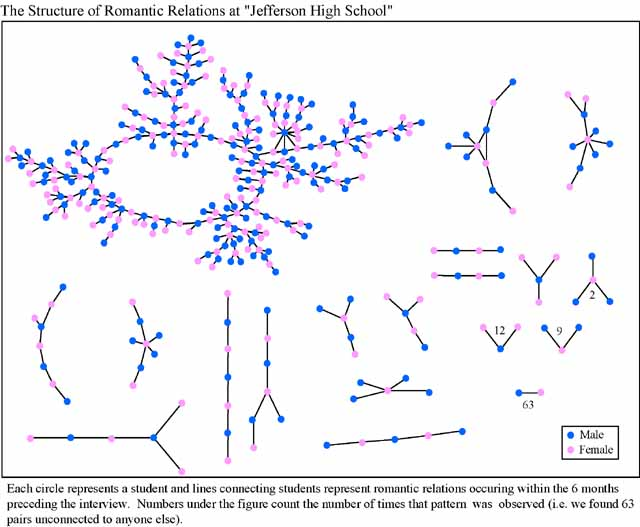 The Structure of Romantic Relations at "Jefferson High School"
2
12
9
63
Male
Female
Each circle represents a student and lines connecting students represent romantic relations occuring within the 6 months
preceding the interview. Numbers under the figure count the number of times that pattern was observed (i.e. we found 63
pairs unconnected to anyone else).